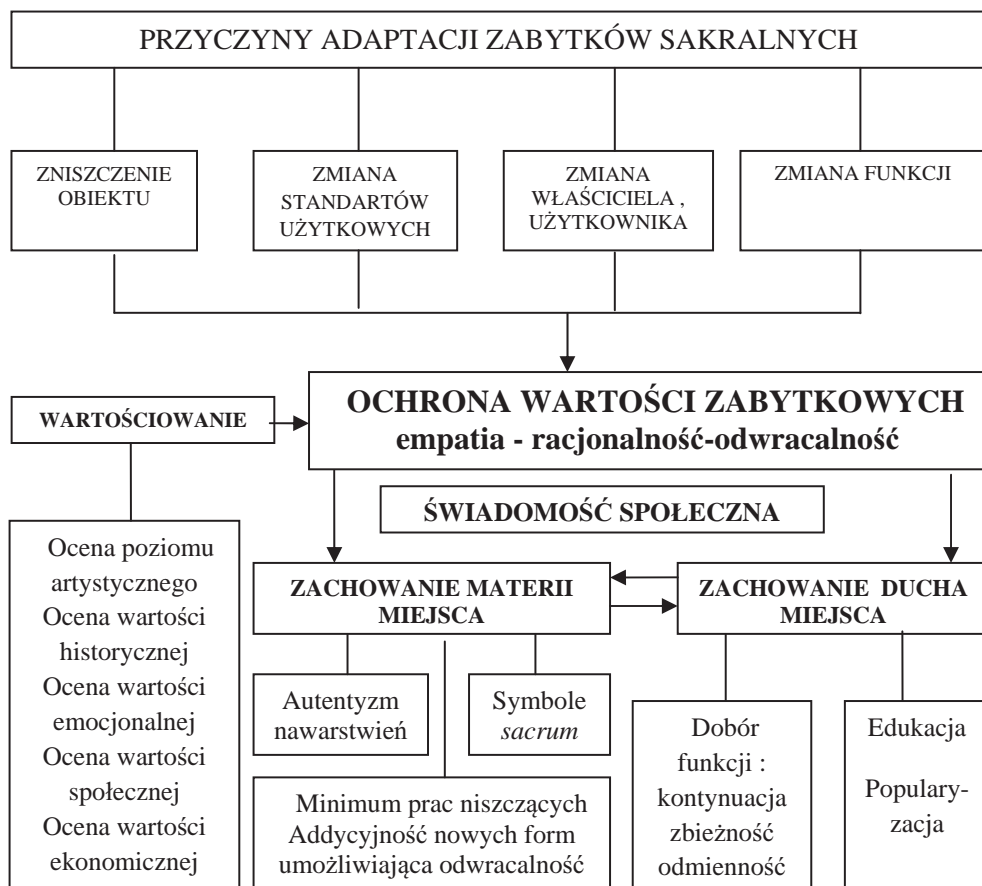 PRZYCZYNY ADAPTACJI ZABYTKÓW SAKRALNYCH
ZNISZCZENIE
OBIEKTU
ZMIANA
STANDARTÓW
UŻYTKOWYCH
ZMIANA
WŁAŚCICIELA ,
UŻYTKOWNIKA
ZMIANA FUNKCJI
WARTOŚCIOWANIE
OCHRONA WARTOŚCI ZABYTKOWYCH
empatia - racjonalność-odwracalność
ŚWIADOMOŚĆ SPOŁECZNA
Ocena poziomu
artystycznego
Ocena wartości
historycznej
Ocena wartości
emocjonalnej
Ocena wartości
społecznej
Ocena wartości
ekonomicznej
ZACHOWANIE MATERII
MIEJSCA
ZACHOWANIE DUCHA
MIEJSCA
Autentyzm
nawarstwień
Symbole
sacrum
Minimum prac niszczących
Addycyjność nowych form
umożliwiająca odwracalność
Dobór
funkcji :
kontynuacja
zbieżność
odmienność
Edukacja
Populary-
zacja